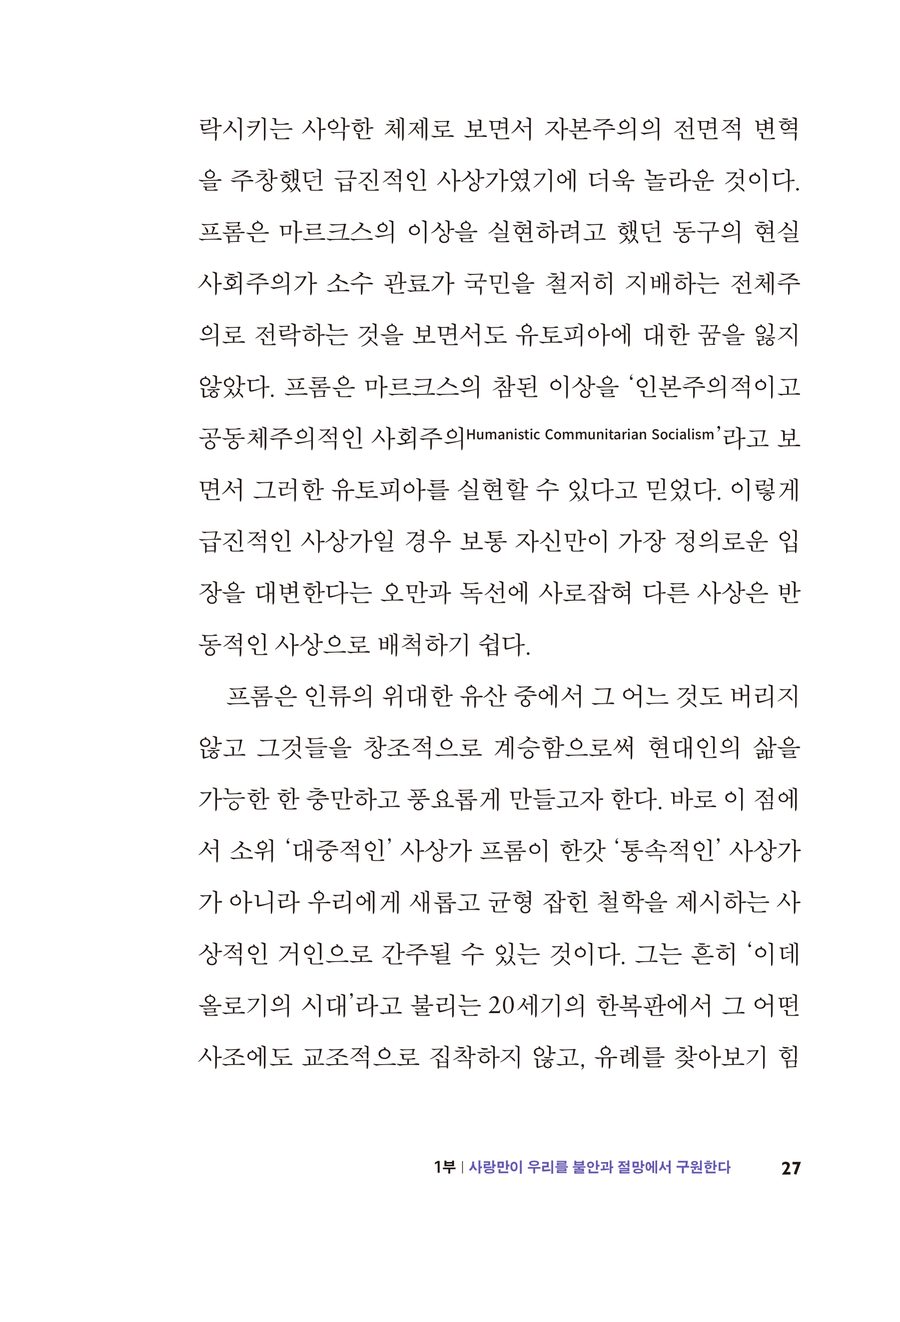 락시키는 사악한 체제로 보면서 자본주의의 전면적 변혁
을 주창했던 급진적인 사상가였기에 더욱 놀라운 것이다.
프롬은 마르크스의 이상을 실현하려고 했던 동구의 현실
사회주의가 소수 관료가 국민을 철저히 지배하는 전체주
의로 전락하는 것을 보면서도 유토피아에 대한 꿈을 잃지
않았다. 프롬은 마르크스의 참된 이상을 ‘인본주의적이고
공동체주의적인 사회주의Humanistic Communitarian Socialism’라고 보
면서 그러한 유토피아를 실현할 수 있다고 믿었다. 이렇게
급진적인 사상가일 경우 보통 자신만이 가장 정의로운 입
장을 대변한다는 오만과 독선에 사로잡혀 다른 사상은 반
동적인 사상으로 배척하기 쉽다.
프롬은 인류의 위대한 유산 중에서 그 어느 것도 버리지
않고 그것들을 창조적으로 계승함으로써 현대인의 삶을
가능한 한 충만하고 풍요롭게 만들고자 한다. 바로 이 점에
서 소위 ‘대중적인’ 사상가 프롬이 한갓 ‘통속적인’ 사상가
가 아니라 우리에게 새롭고 균형 잡힌 철학을 제시하는 사
상적인 거인으로 간주될 수 있는 것이다. 그는 흔히 ‘이데
올로기의 시대’라고 불리는 20세기의 한복판에서 그 어떤
사조에도 교조적으로 집착하지 않고, 유례를 찾아보기 힘
1부 | 사랑만이 우리를 불안과 절망에서 구원한다 27